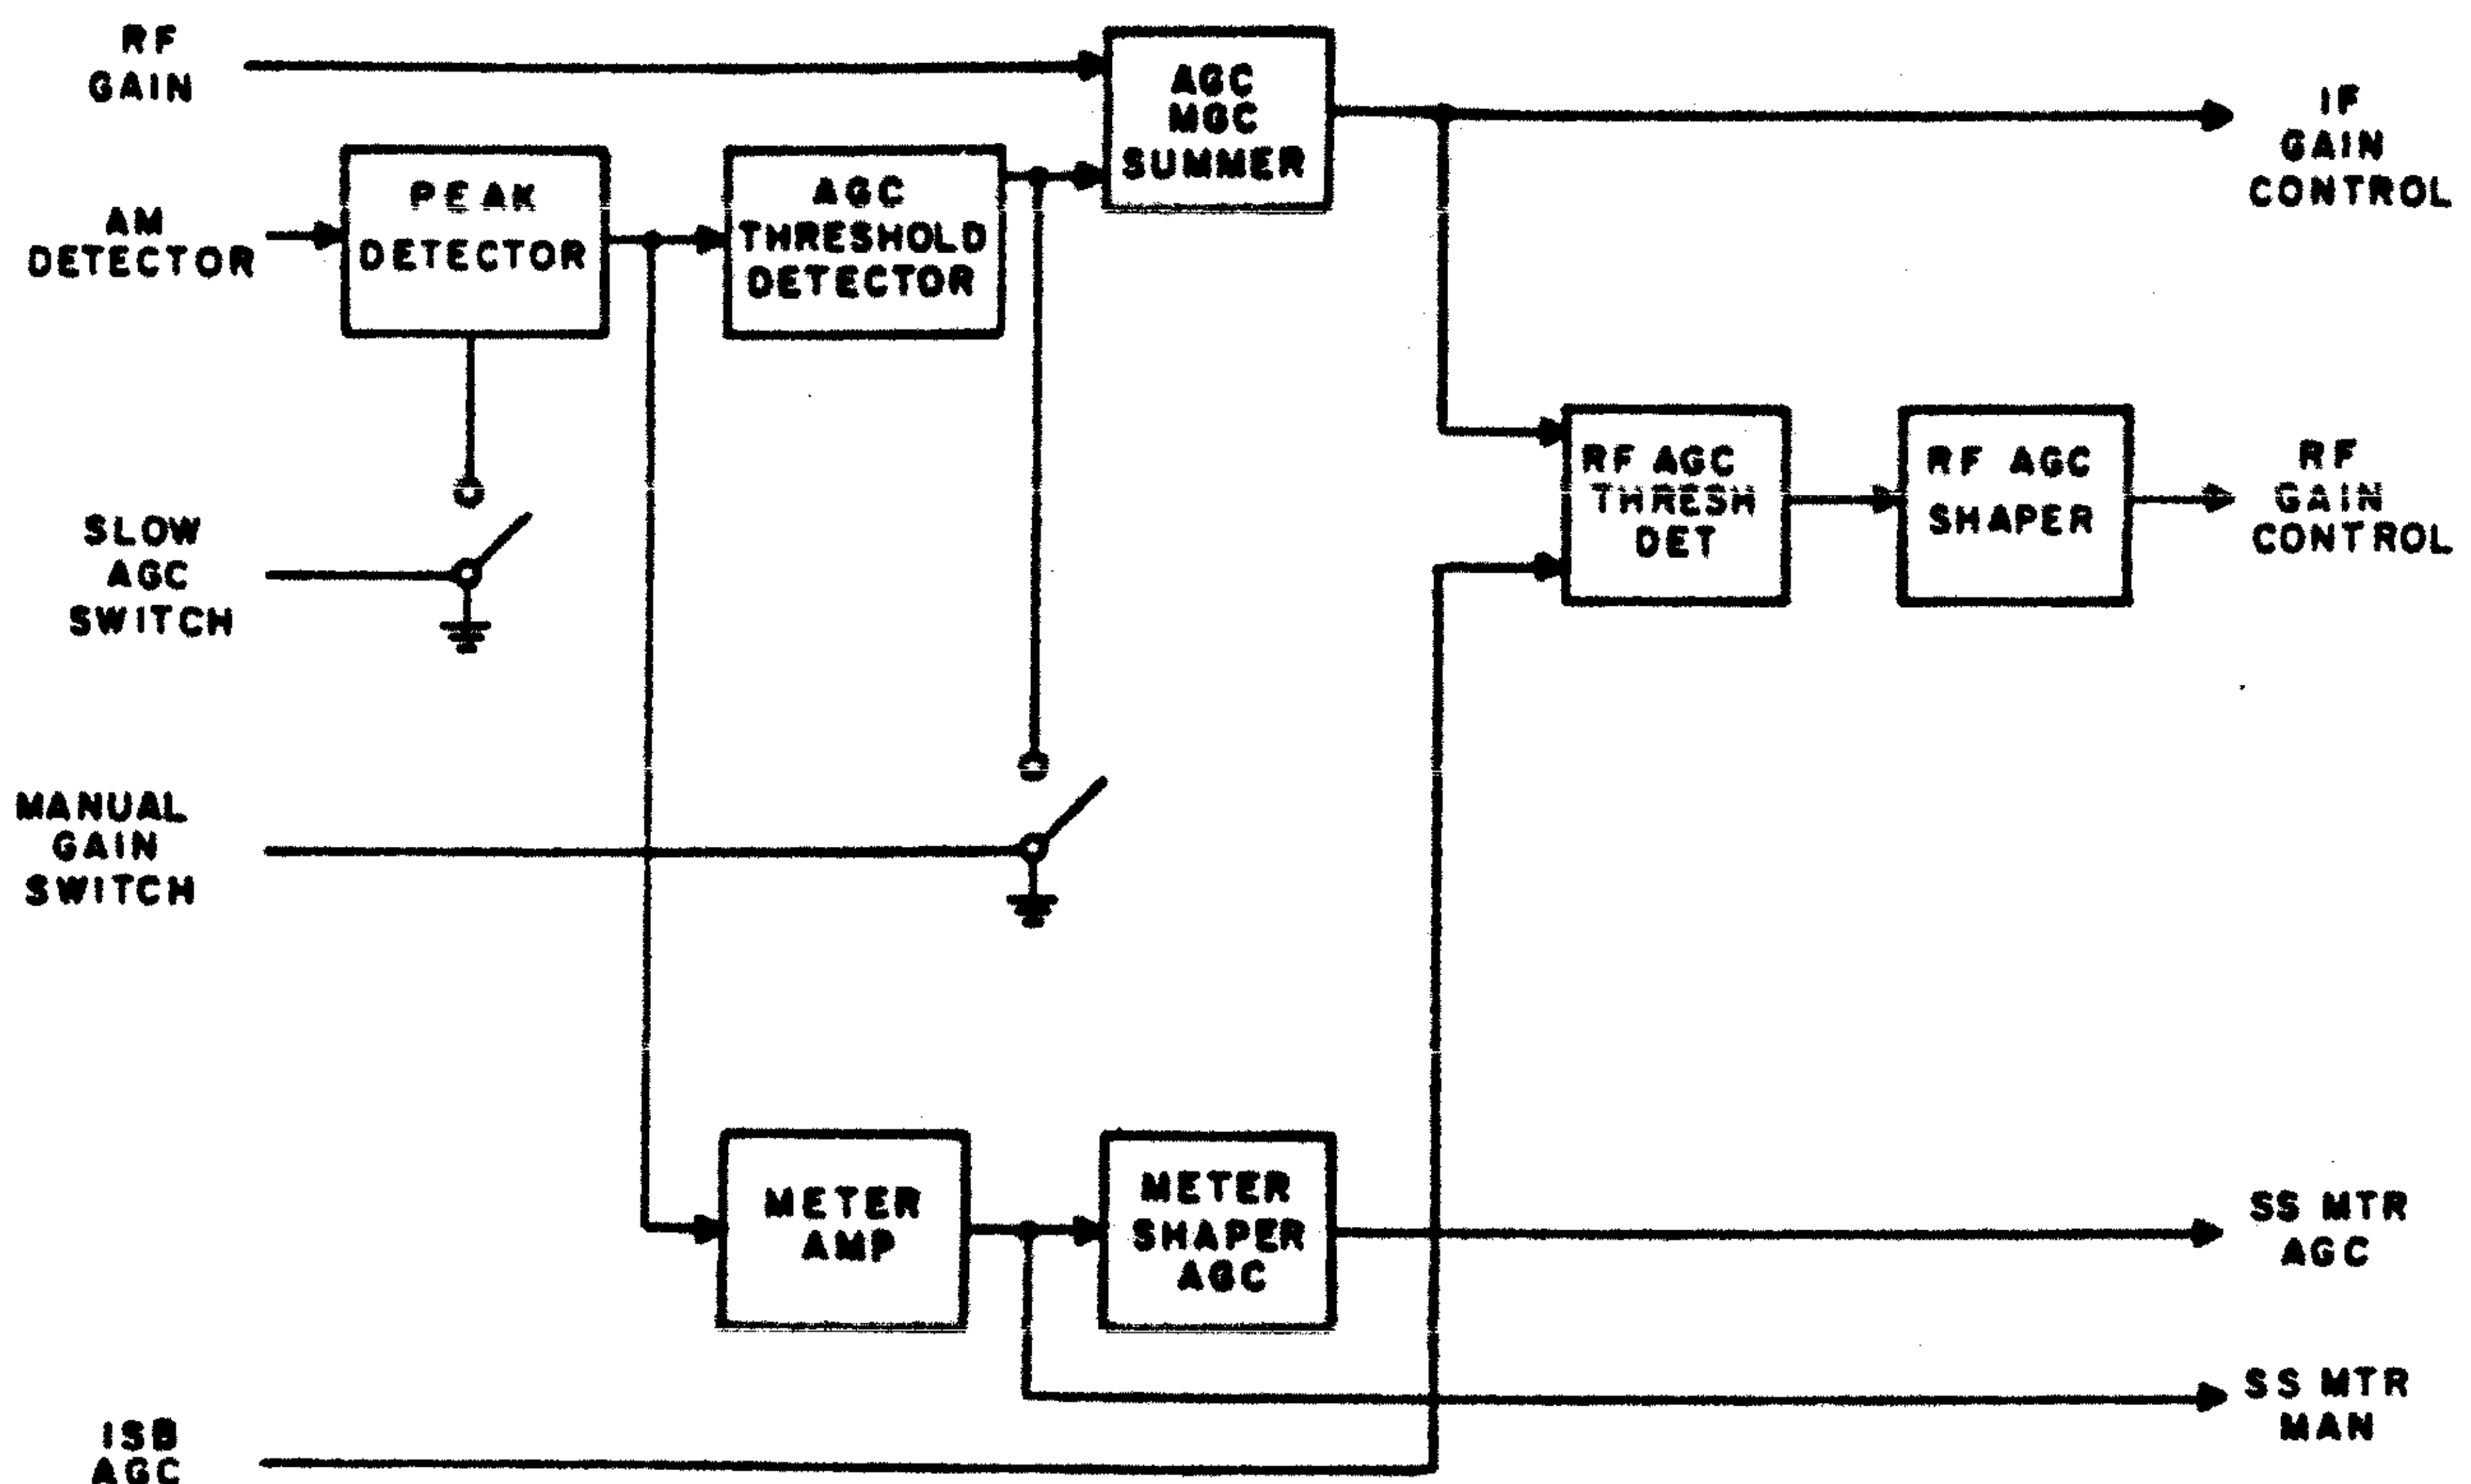 RF
GAIN
AM
DETECTOR
SLOW
AGC
SWITCH
MANUAL
GAIN
SWITCH
ISB
AGC
PEAK
DETECTOR
AGC
THRESHOLD
DETECTOR
AGC
MGC
SUMMER
RF AGC
THRESH
DET
RF AGC
SHAPER
METER
AMP
METER
SHAPER
AGC
IF
GAIN
CONTROL
RF
GAIN
CONTROL
SS MTR
AGC
SS MTR
MAN